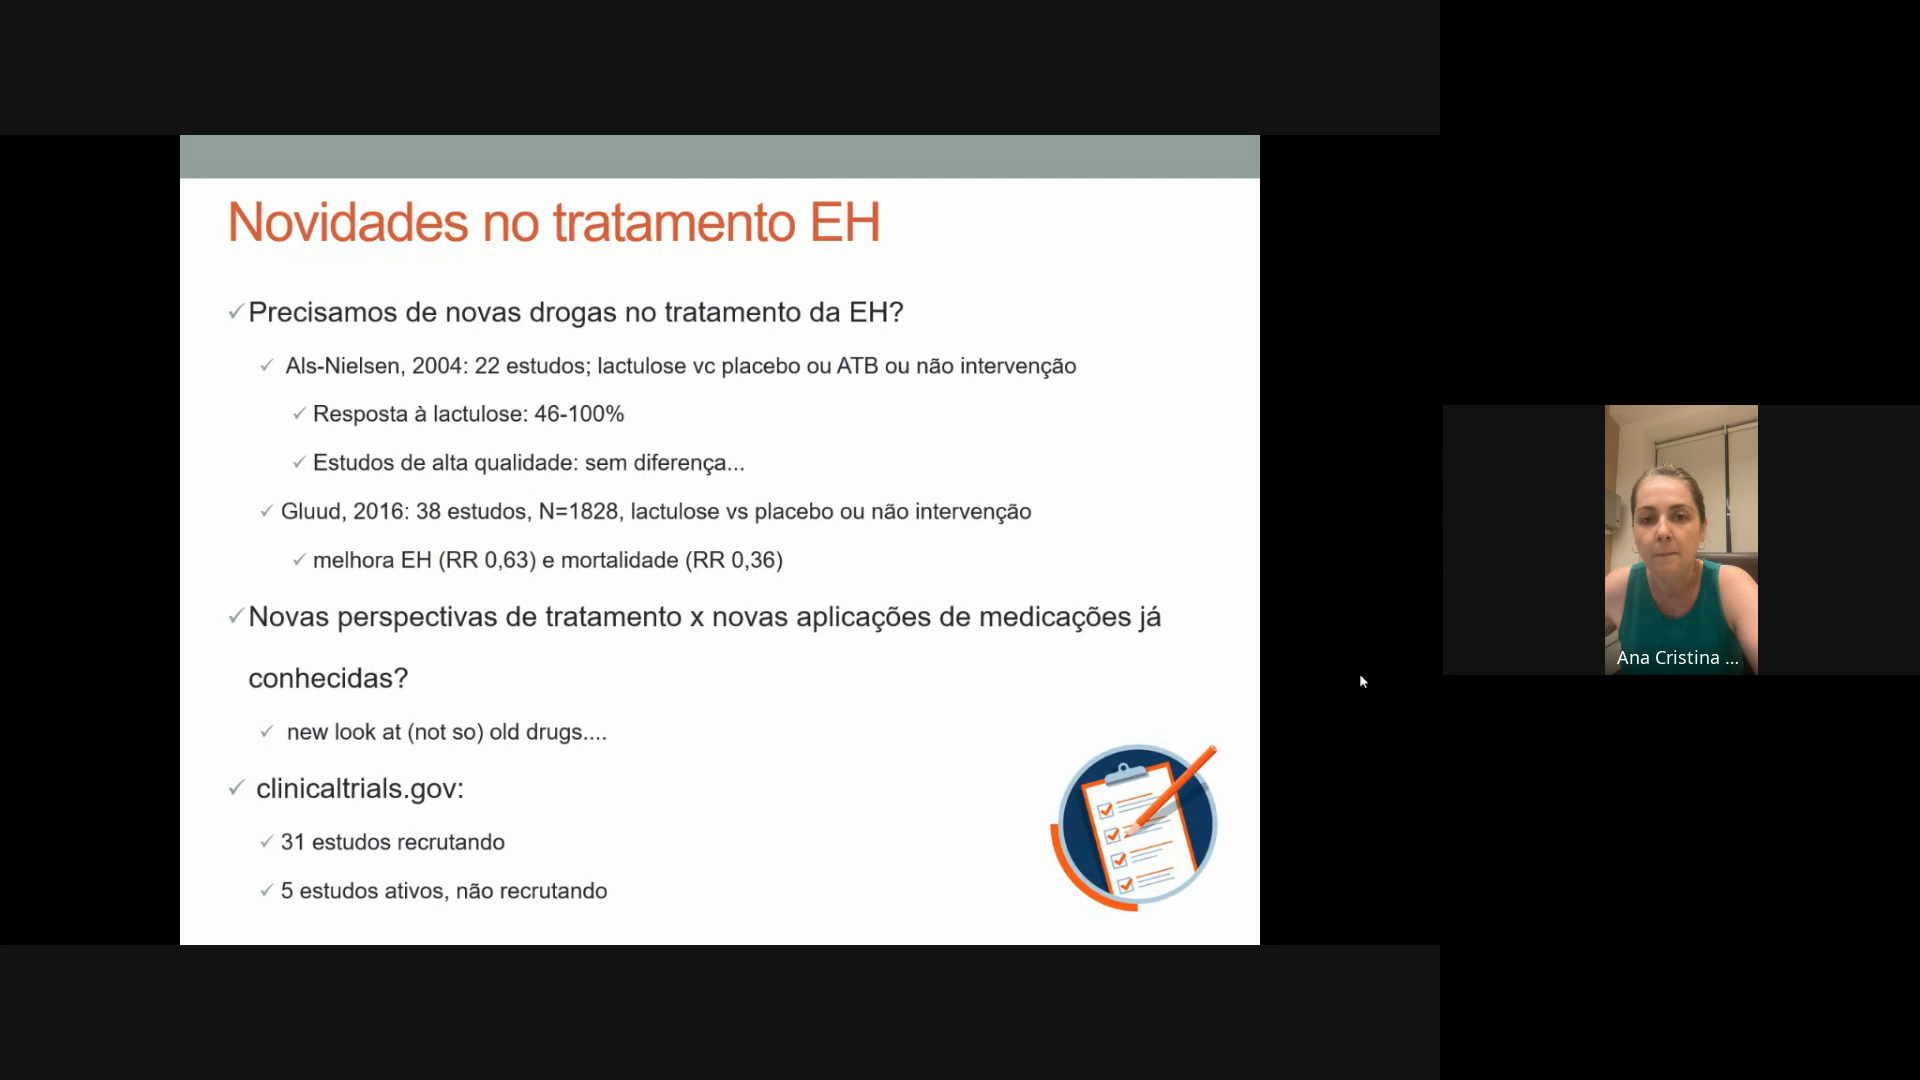 Novidades no tratamento EH
Precisamos de novas drogas no tratamento da EH?
Als-Nielsen, 2004: 22 estudos; lactulose vc placebo ou ATB ou não intervenção
Resposta à lactulose: 46-100%
Estudos de alta qualidade: sem diferença...
Gluud, 2016: 38 estudos, N=1828, lactulose vs placebo ou não intervenção
melhora EH (RR 0,63) e mortalidade (RR 0,36)
Novas perspectivas de tratamento x novas aplicações de medicações já
conhecidas?
new look at (not so) old drugs....
clinicaltrials.gov:
31 estudos recrutando
5 estudos ativos, não recrutando
Ana Cristina ...